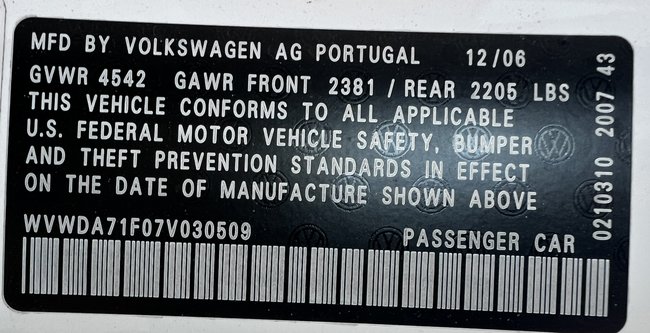 MFD BY VOLKSWAGEN AG PORTUGAL 12/06
GVWR 4542 GAWR FRONT 2381 / REAR 2205 LBS
THIS VEHICLE CONFORMS TO ALL APPLICABLE
U.S. FEDERAL MOTOR VEHICLE SAFETY, BUMPER
AND THEFT PREVENTION STANDARDS IN EFFECT
ON THE DATE OF MANUFACTURE SHOWN ABOVE
WVWDA71F07V030509 PASSENGER CAR
0210310 2007 43